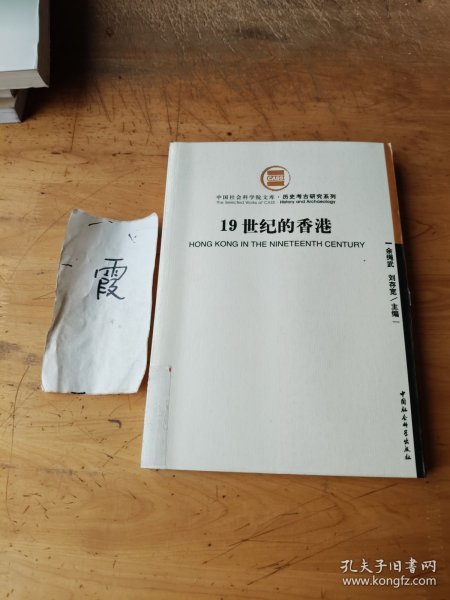 CASS
中国社会科学院文库·历史考古研究系列
The Selected Works of CASS · History and Archaeology
19世纪的香港
HONG KONG IN THE NINETEENTH CENTURY
余绳武 刘存宽/主编
中国社会科学出版社
霞
孔夫子旧书网
www.kongfz.com